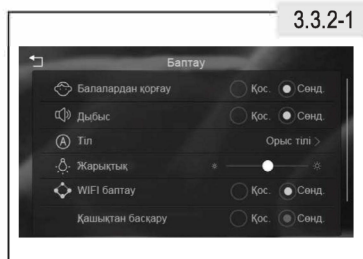 3.3.2-1
Баптау
Балалардан қорғау Қос. Сөнд.
Дыбыс Қос. Сөнд.
Тіл Орыс тілі >
Жарықтық
WIFI баптау Қос. Сөнд.
Қашықтан басқару Қос. Сөнд.